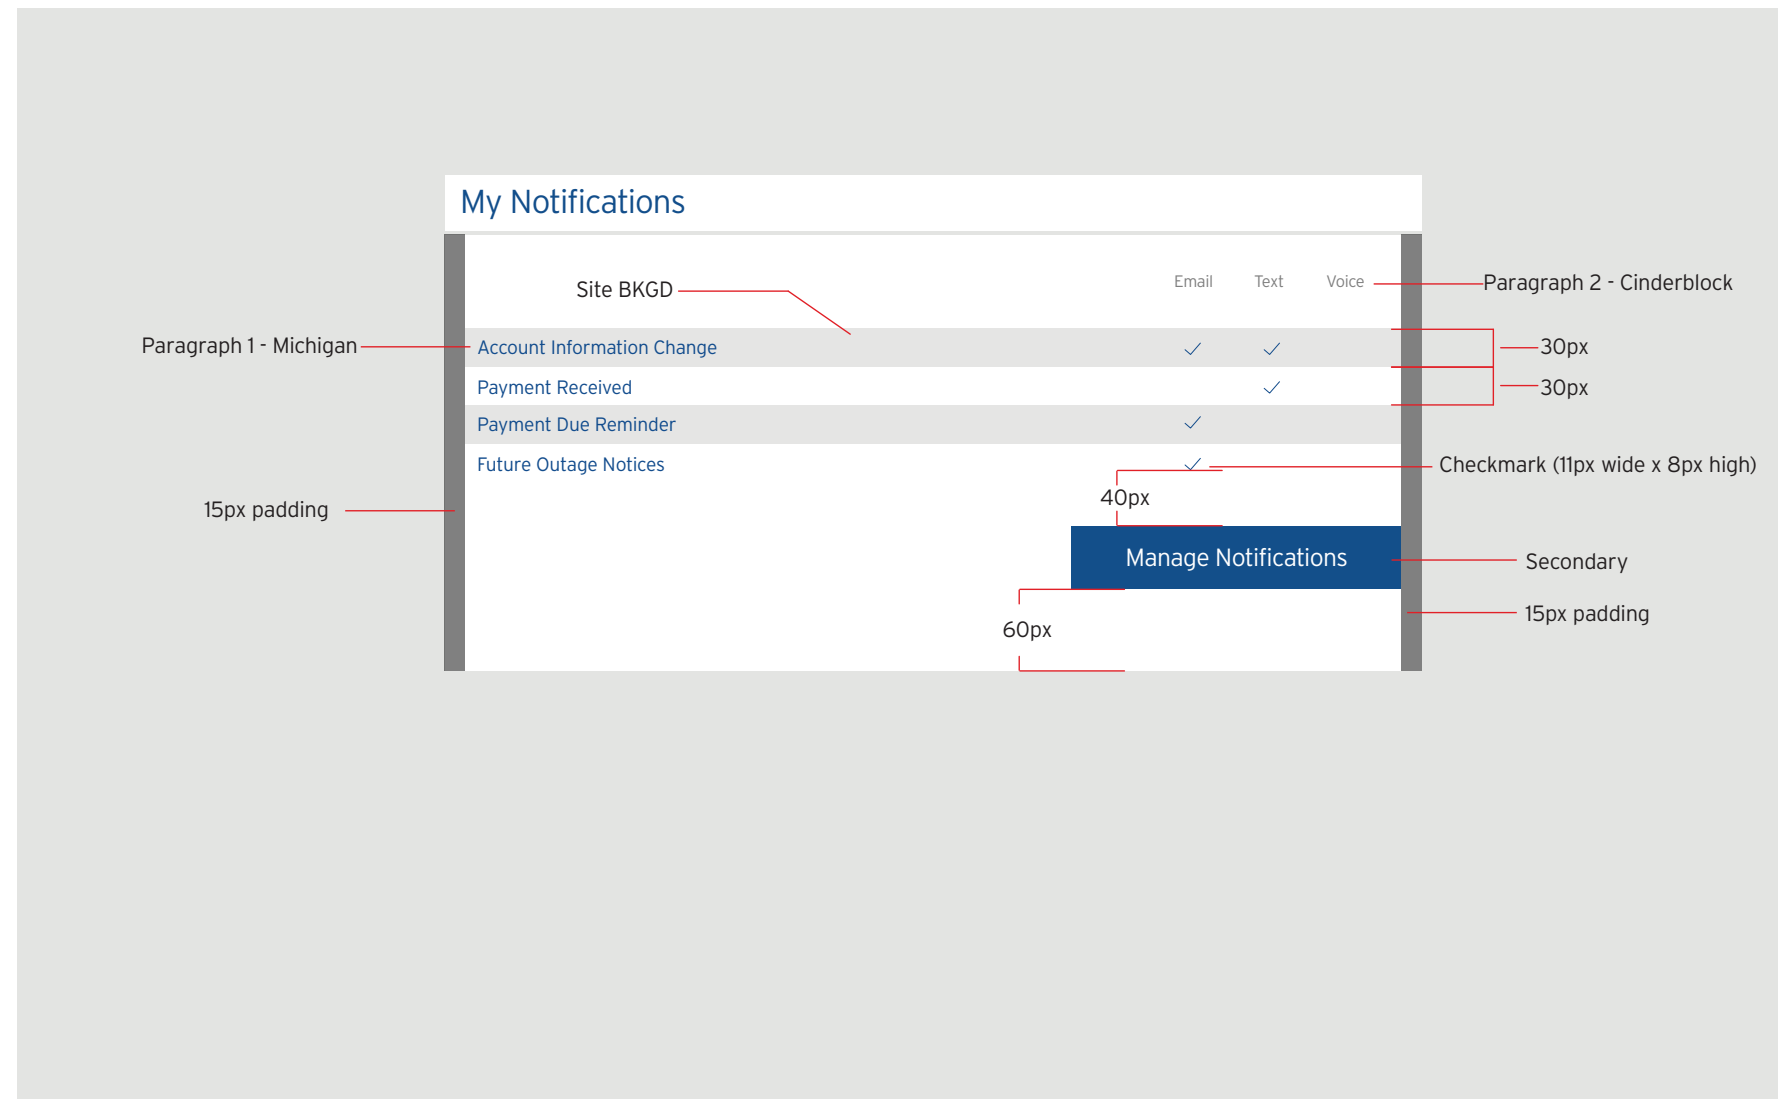 My Notifications
Email Text Voice
Paragraph 2 - Cinderblock
Site BKGD
Paragraph 1 - Michigan
Account Information Change
30px
Payment Received
30px
Payment Due Reminder
Future Outage Notices
Checkmark (11px wide x 8px high)
40px
15px padding
Manage Notifications
Secondary
15px padding
60px